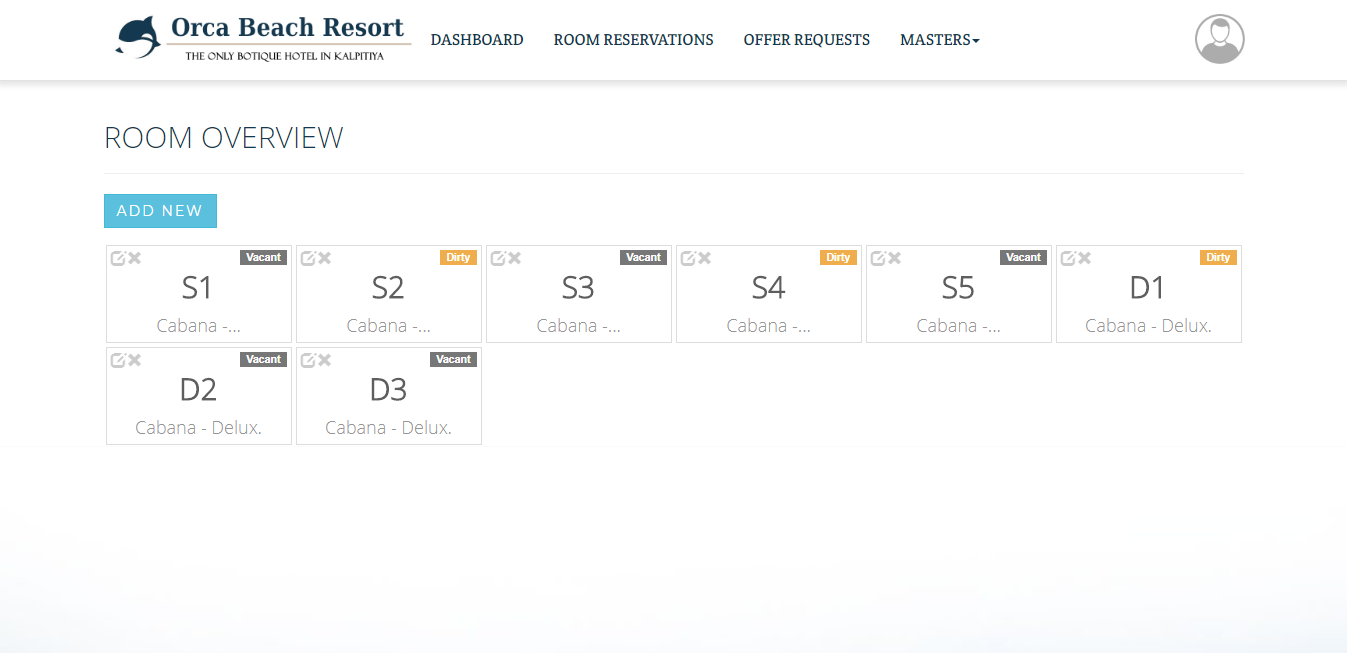 Orca Beach Resort
THE ONLY BOTIQUE HOTEL IN KALPITIYA
DASHBOARD ROOM RESERVATIONS OFFER REQUESTS MASTERS
ROOM OVERVIEW
ADD NEW
Vacant
S1
Cabana -...
Dirty
S2
Cabana -...
Vacant
S3
Cabana -...
Dirty
S4
Cabana -...
Vacant
S5
Cabana -...
Dirty
D1
Cabana - Delux.
Vacant
D2
Cabana - Delux.
Vacant
D3
Cabana - Delux.